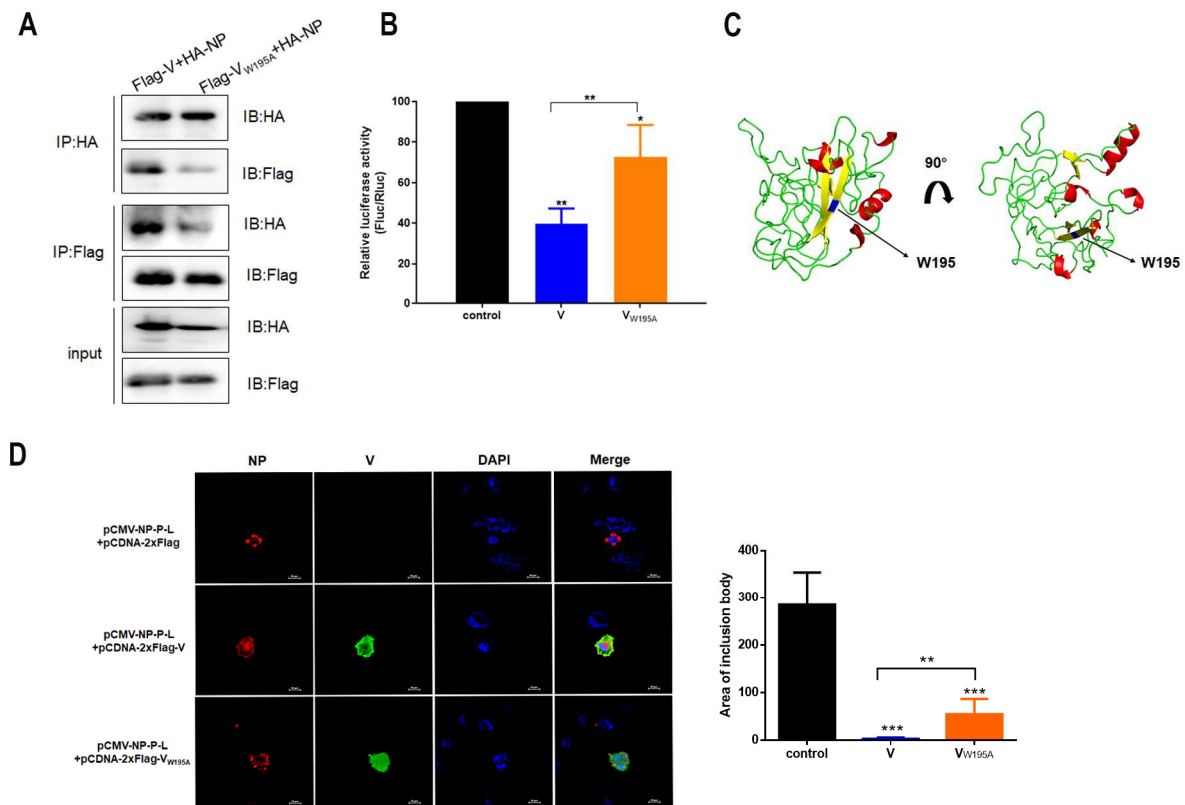 A
Flag-V+HA-NP
Flag-VW195A+HA-NP
IP:HA
IB:HA
IB:Flag
IP:Flag
IB:HA
IB:Flag
input
IB:HA
IB:Flag
B
Relative luciferase activity
(Fluc/Rluc)
100
80
60
40
20
0
**
**
*
control
V
VW195A
C
90°
W195
W195
D
NP
V
DAPI
Merge
pCMV-NP-P-L
+pCDNA-2xFlag
pCMV-NP-P-L
+pCDNA-2xFlag-V
pCMV-NP-P-L
+pCDNA-2xFlag-VW195A
Area of inclusion body
400
300
200
100
0
**
***
***
control
V
VW195A